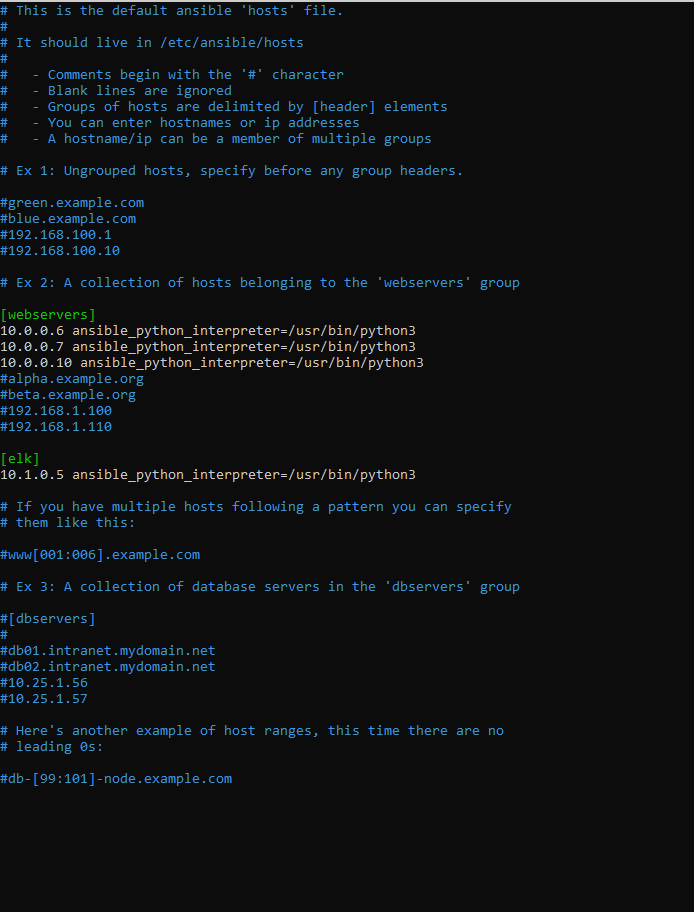 # This is the default ansible 'hosts' file.
#
# It should live in /etc/ansible/hosts
#
#   - Comments begin with the '#' character
#   - Blank lines are ignored
#   - Groups of hosts are delimited by [header] elements
#   - You can enter hostnames or ip addresses
#   - A hostname/ip can be a member of multiple groups

# Ex 1: Ungrouped hosts, specify before any group headers.

#green.example.com
#blue.example.com
#192.168.100.1
#192.168.100.10

# Ex 2: A collection of hosts belonging to the 'webservers' group

[webservers]
10.0.0.6 ansible_python_interpreter=/usr/bin/python3
10.0.0.7 ansible_python_interpreter=/usr/bin/python3
10.0.0.10 ansible_python_interpreter=/usr/bin/python3
#alpha.example.org
#beta.example.org
#192.168.1.100
#192.168.1.110

[elk]
10.1.0.5 ansible_python_interpreter=/usr/bin/python3

# If you have multiple hosts following a pattern you can specify
# them like this:

#www[001:006].example.com

# Ex 3: A collection of database servers in the 'dbservers' group

#[dbservers]
#
#db01.intranet.mydomain.net
#db02.intranet.mydomain.net
#10.25.1.56
#10.25.1.57

# Here's another example of host ranges, this time there are no
# leading 0s:

#db-[99:101]-node.example.com